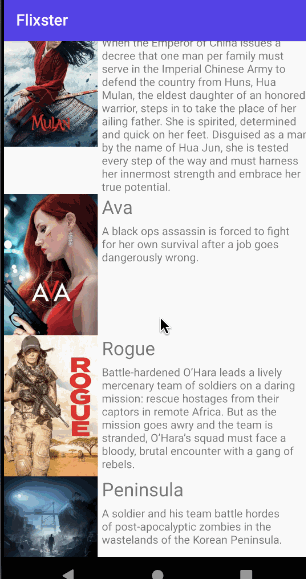 Flixster
When the Emperor of China issues a
decree that one man per family must
serve in the Imperial Chinese Army to
defend the country from Huns, Hua
Mulan, the eldest daughter of an honored
warrior, steps in to take the place of her
ailing father. She is spirited, determined
and quick on her feet. Disguised as a man
by the name of Hua Jun, she is tested
every step of the way and must harness
her innermost strength and embrace her
true potential.
MULAN
Ava
A black ops assassin is forced to fight
for her own survival after a job goes
dangerously wrong.
AVA
Rogue
Battle-hardened O'Hara leads a lively
mercenary team of soldiers on a daring
mission: rescue hostages from their
captors in remote Africa. But as the
mission goes awry and the team is
stranded, O'Hara's squad must face a
bloody, brutal encounter with a gang of
rebels.
ROGUE
Peninsula
A soldier and his team battle hordes
of post-apocalyptic zombies in the
wastelands of the Korean Peninsula.